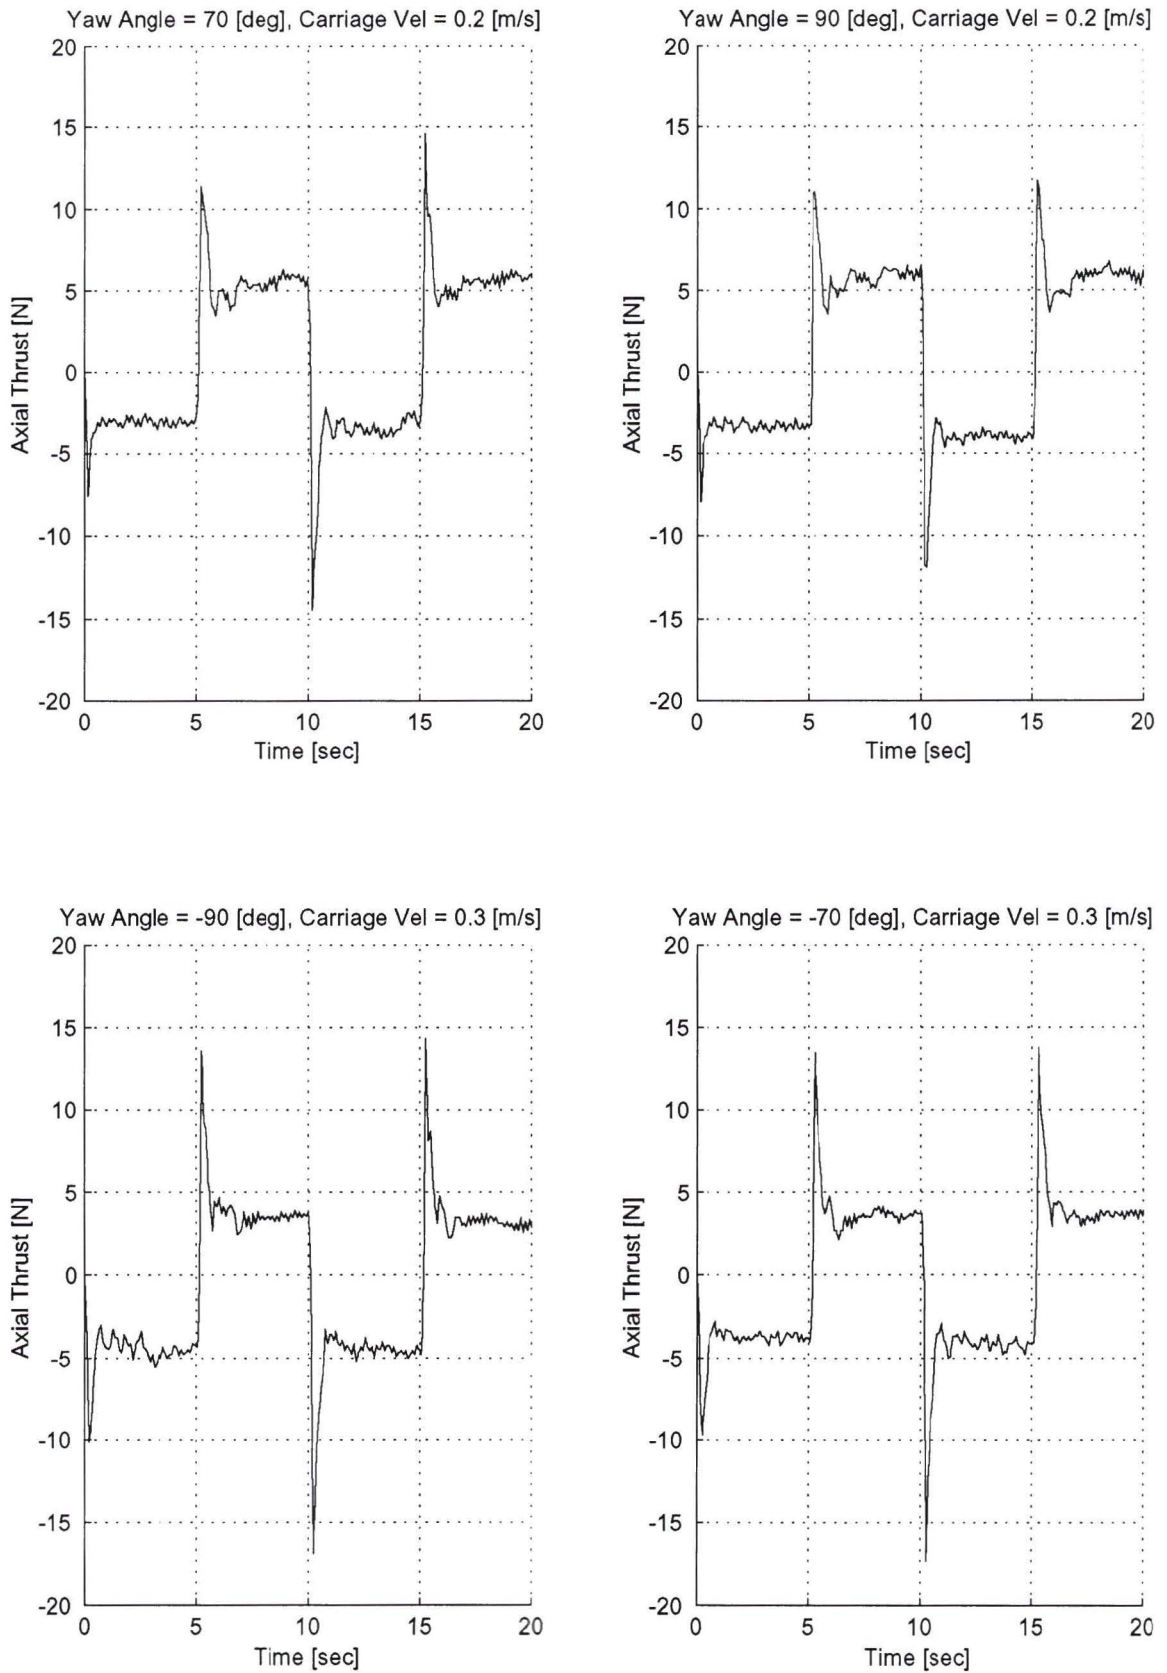 Yaw Angle = 70 [deg], Carriage Vel = 0.2 [m/s]
20
15
10
5
0
-5
-10
-15
-20
Axial Thrust [N]
0 5 10 15 20
Time [sec]
Yaw Angle = 90 [deg], Carriage Vel = 0.2 [m/s]
20
15
10
5
0
-5
-10
-15
-20
Axial Thrust [N]
0 5 10 15 20
Time [sec]
Yaw Angle = -90 [deg], Carriage Vel = 0.3 [m/s]
20
15
10
5
0
-5
-10
-15
-20
Axial Thrust [N]
0 5 10 15 20
Time [sec]
Yaw Angle = -70 [deg], Carriage Vel = 0.3 [m/s]
20
15
10
5
0
-5
-10
-15
-20
Axial Thrust [N]
0 5 10 15 20
Time [sec]